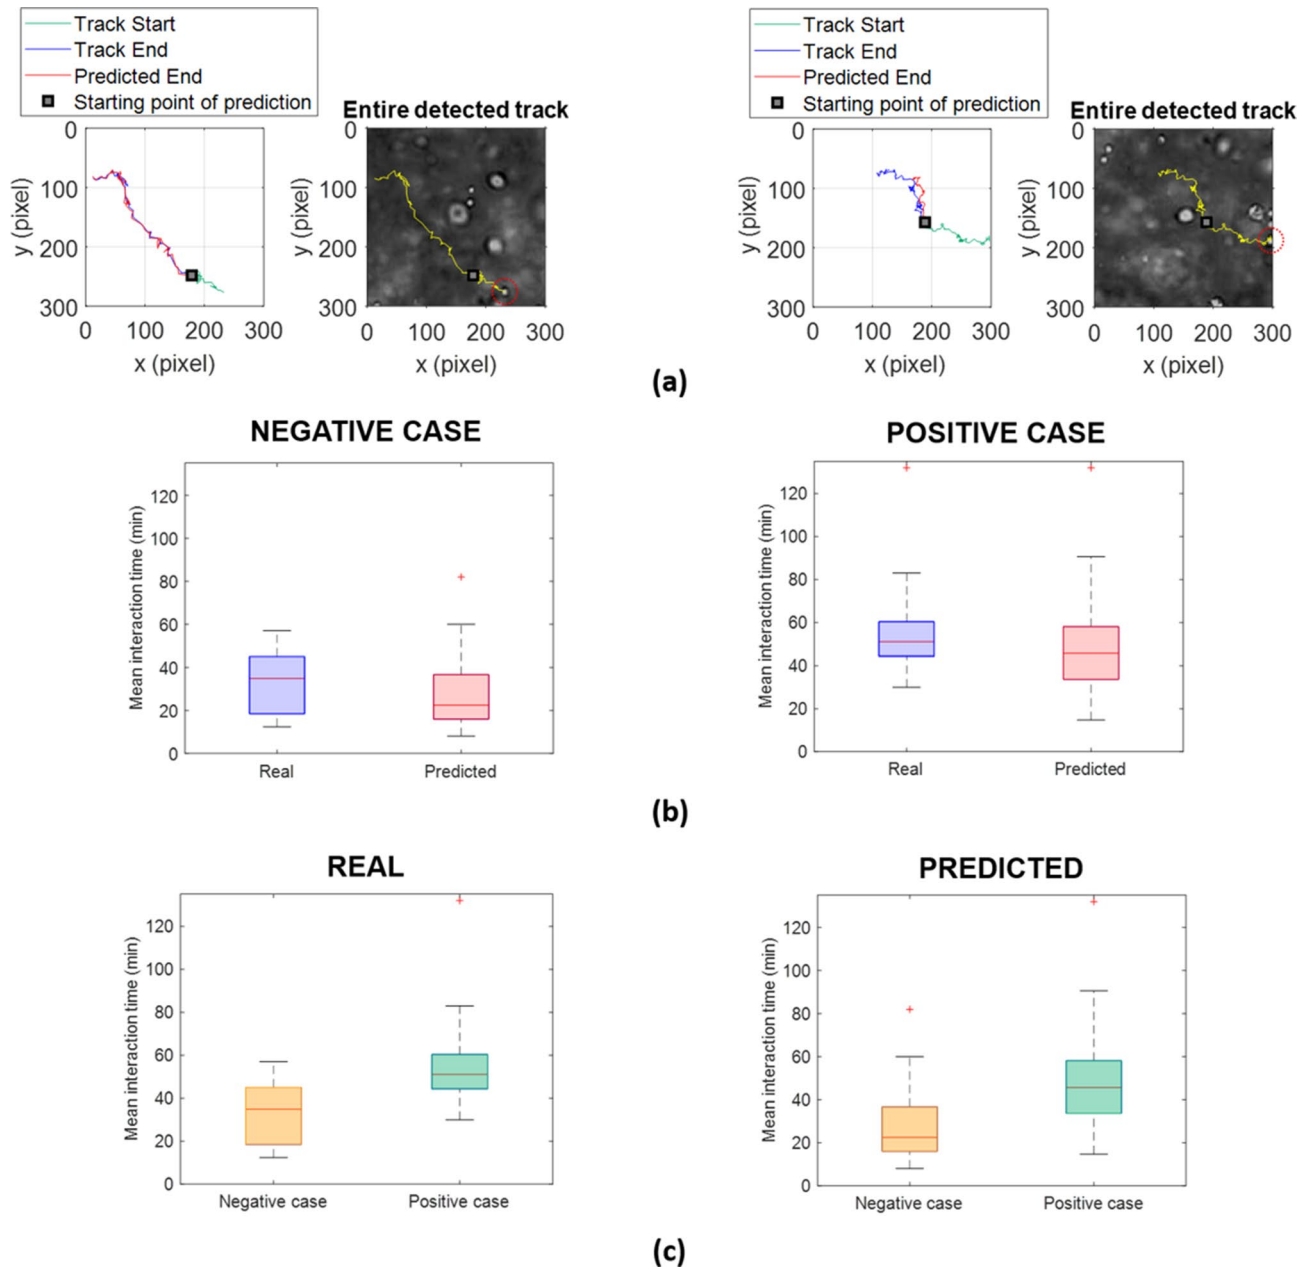 Track Start
Track End
Predicted End
Starting point of prediction
Track Start
Track End
Predicted End
Starting point of prediction
Entire detected track
Entire detected track
0
100
200
300
y (pixel)
0 100 200 300
x (pixel)
0
100
200
300
y (pixel)
0 100 200 300
x (pixel)
0
100
200
300
y (pixel)
0 100 200 300
x (pixel)
0
100
200
300
y (pixel)
0 100 200 300
x (pixel)
(a)
NEGATIVE CASE
120
100
80
60
40
20
0
Mean interaction time (min)
Real Predicted
POSITIVE CASE
120
100
80
60
40
20
0
Mean interaction time (min)
Real Predicted
(b)
REAL
120
100
80
60
40
20
0
Mean interaction time (min)
Negative case Positive case
PREDICTED
120
100
80
60
40
20
0
Mean interaction time (min)
Negative case Positive case
(c)